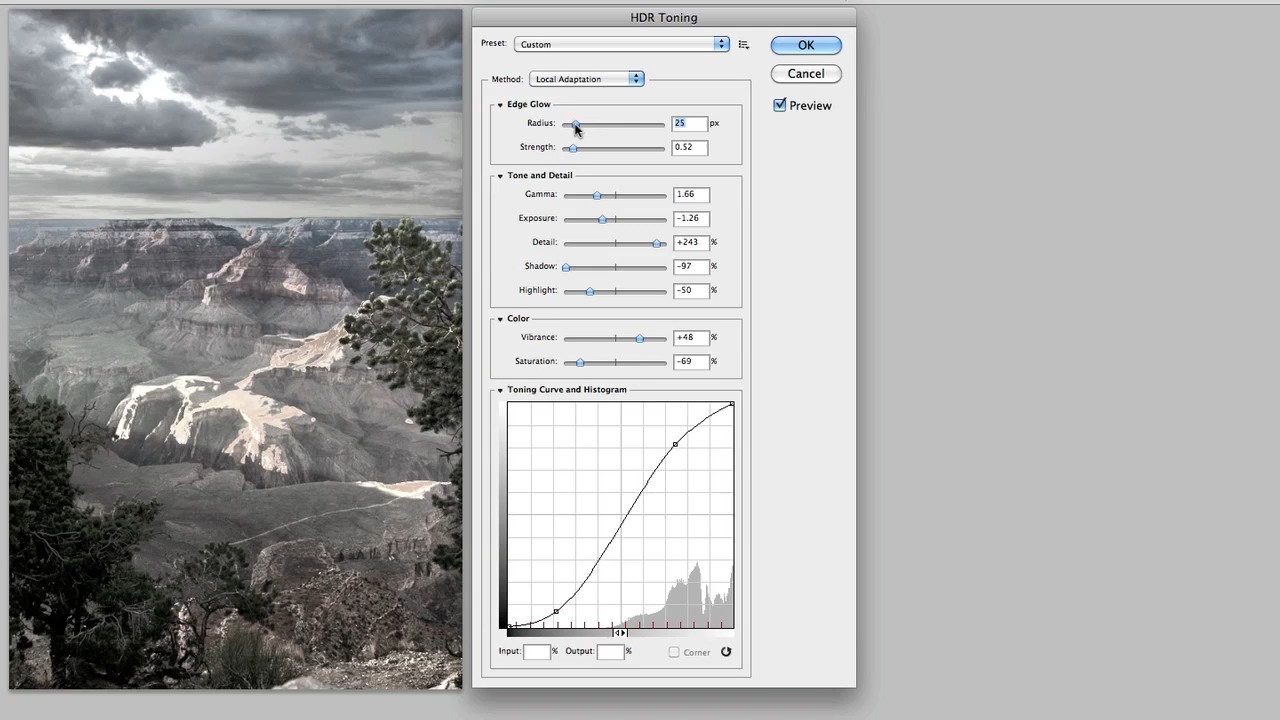 HDR Toning
Preset: Custom
OK
Method: Local Adaptation
Cancel
Preview
Edge Glow
Radius: 25 px
Strength: 0.52
Tone and Detail
Gamma: 1.66
Exposure: -1.26
Detail: +243 %
Shadow: -97 %
Highlight: -50 %
Color
Vibrance: +48 %
Saturation: -69 %
Toning Curve and Histogram
Input: % Output: % Corner